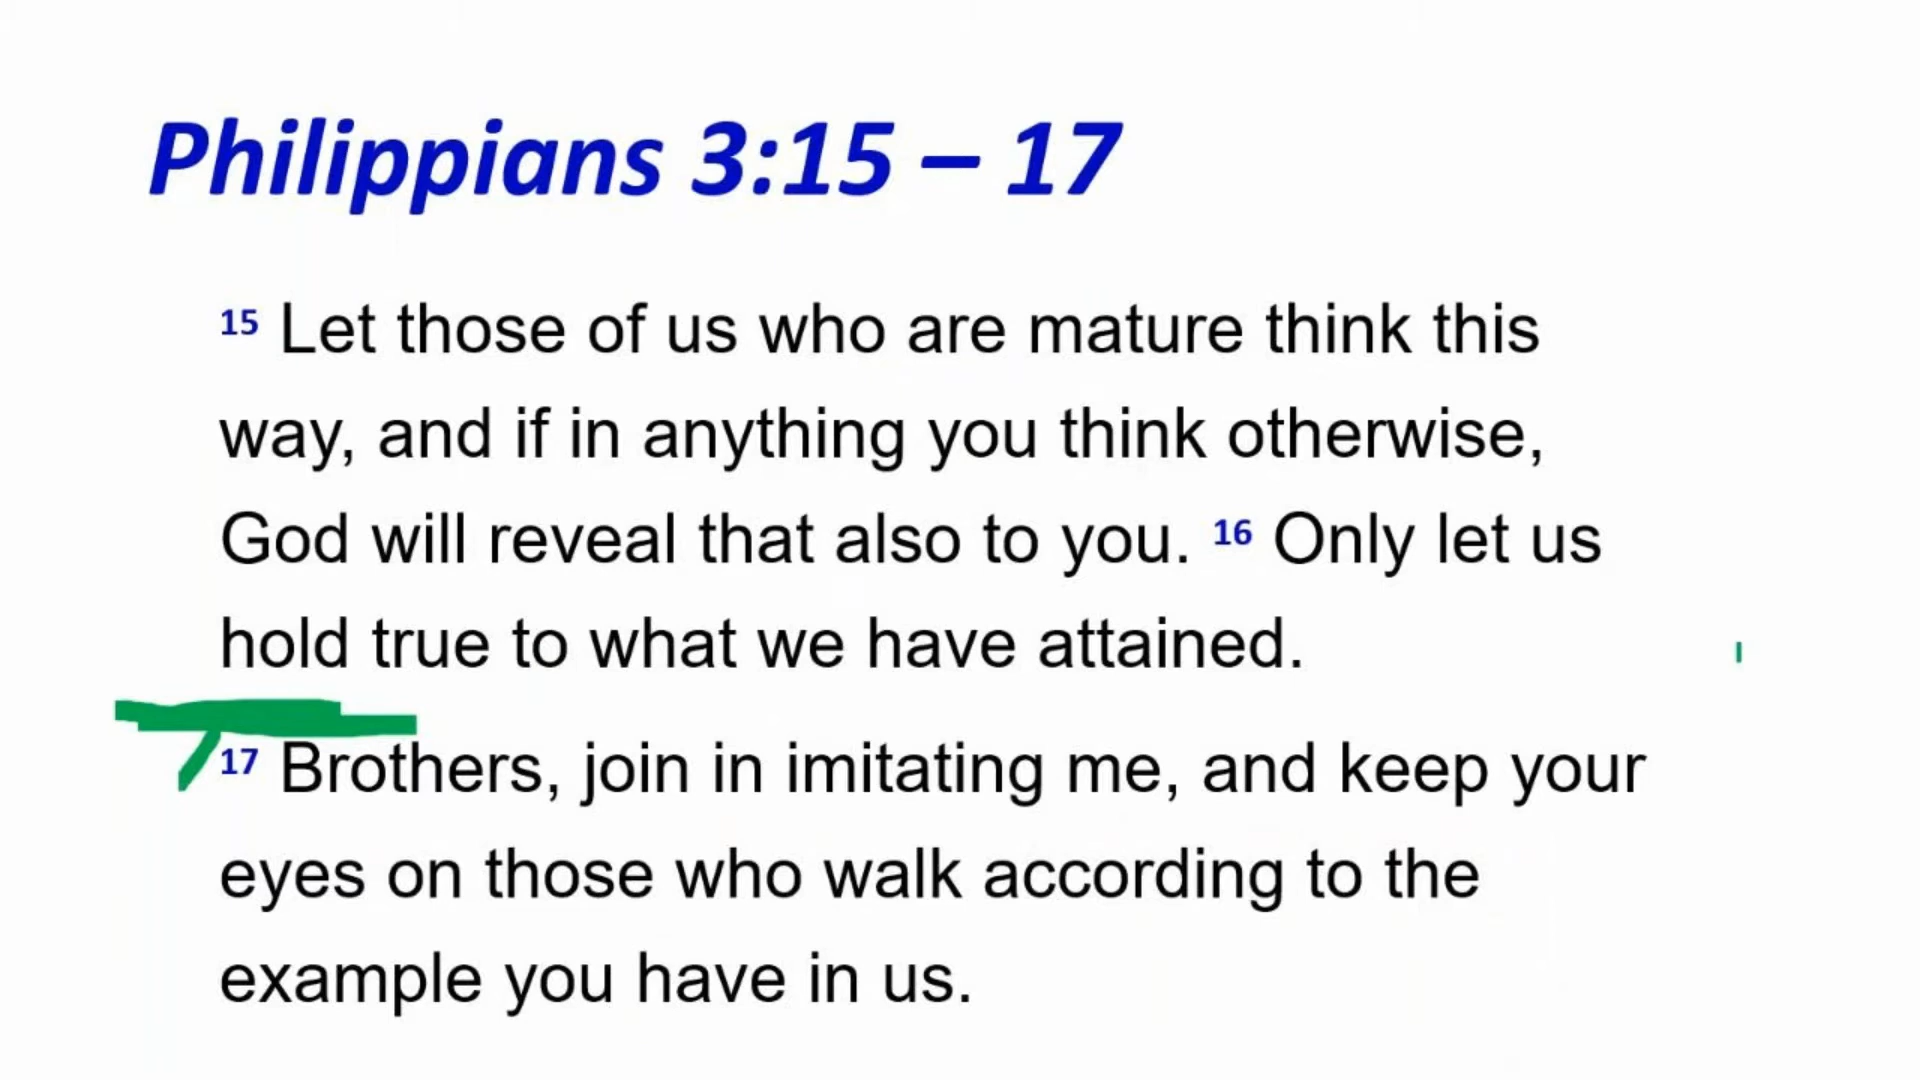 Philippians 3:15 – 17
15 Let those of us who are mature think this
way, and if in anything you think otherwise,
God will reveal that also to you. 16 Only let us
hold true to what we have attained.
17 Brothers, join in imitating me, and keep your
eyes on those who walk according to the
example you have in us.